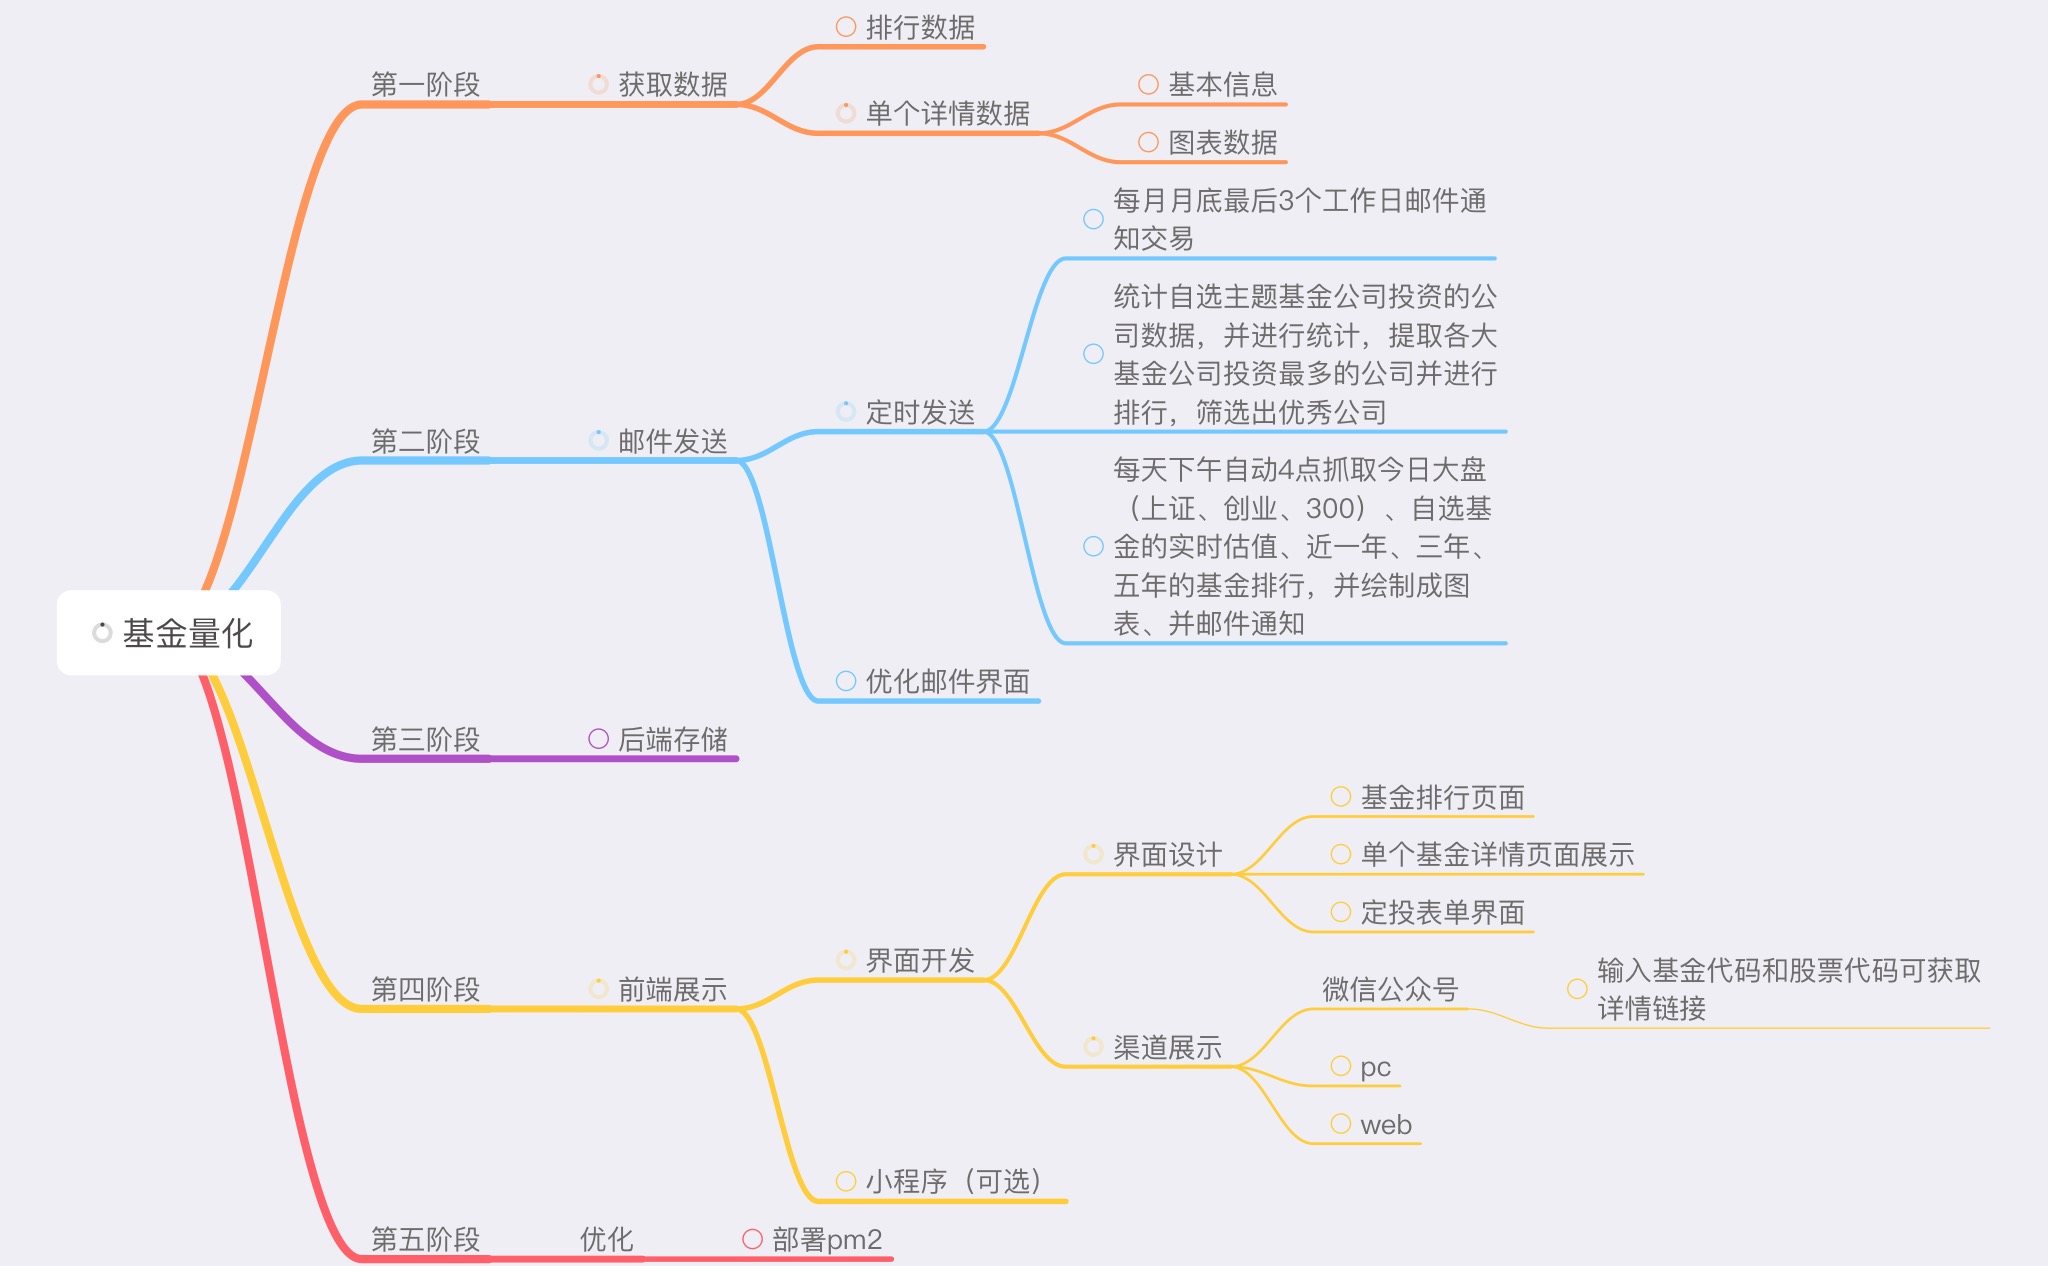 基金量化
第一阶段
获取数据
排行数据
单个详情数据
基本信息
图表数据
第二阶段
邮件发送
定时发送
每月月底最后3个工作日邮件通
知交易
统计自选主题基金公司投资的公
司数据，并进行统计，提取各大
基金公司投资最多的公司并进行
排行，筛选出优秀公司
每天下午自动4点抓取今日大盘
（上证、创业、300）、自选基
金的实时估值、近一年、三年、
五年的基金排行，并绘制成图
表、并邮件通知
优化邮件界面
第三阶段
后端存储
第四阶段
前端展示
界面开发
界面设计
基金排行页面
单个基金详情页面展示
定投表单界面
渠道展示
微信公众号
输入基金代码和股票代码可获取
详情链接
pc
web
小程序（可选）
第五阶段
优化
部署pm2